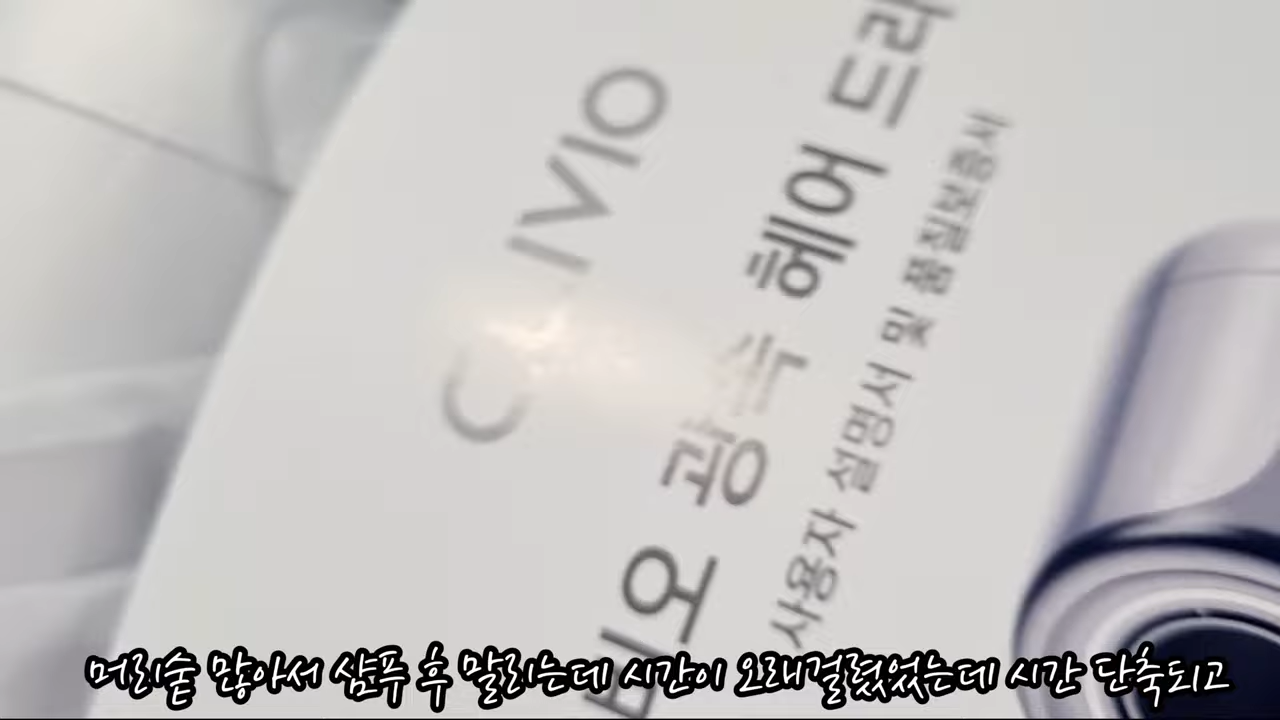 비오 광속 헤어 드라
사용자 설명서 및 품질보증서
머리숱 많아서 샴푸 후 말리는데 시간이 오래걸렸었는데 시간 단축되고